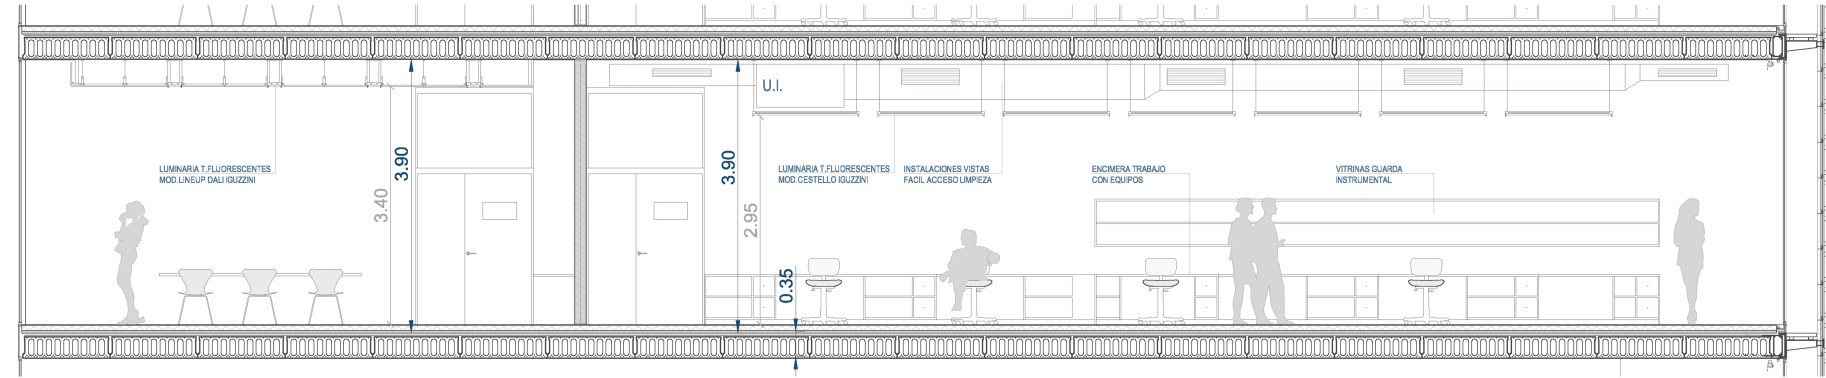 U.I.
LUMINARIA T.FLUORESCENTES
MOD.LINEUP DALI IGUZZINI
3.40
3.90
3.90
2.95
LUMINARIA T.FLUORESCENTES
MOD.CESTELLO IGUZZINI
INSTALACIONES VISTAS
FACIL ACCESO LIMPIEZA
ENCIMERA TRABAJO
CON EQUIPOS
VITRINAS GUARDA
INSTRUMENTAL
0.35